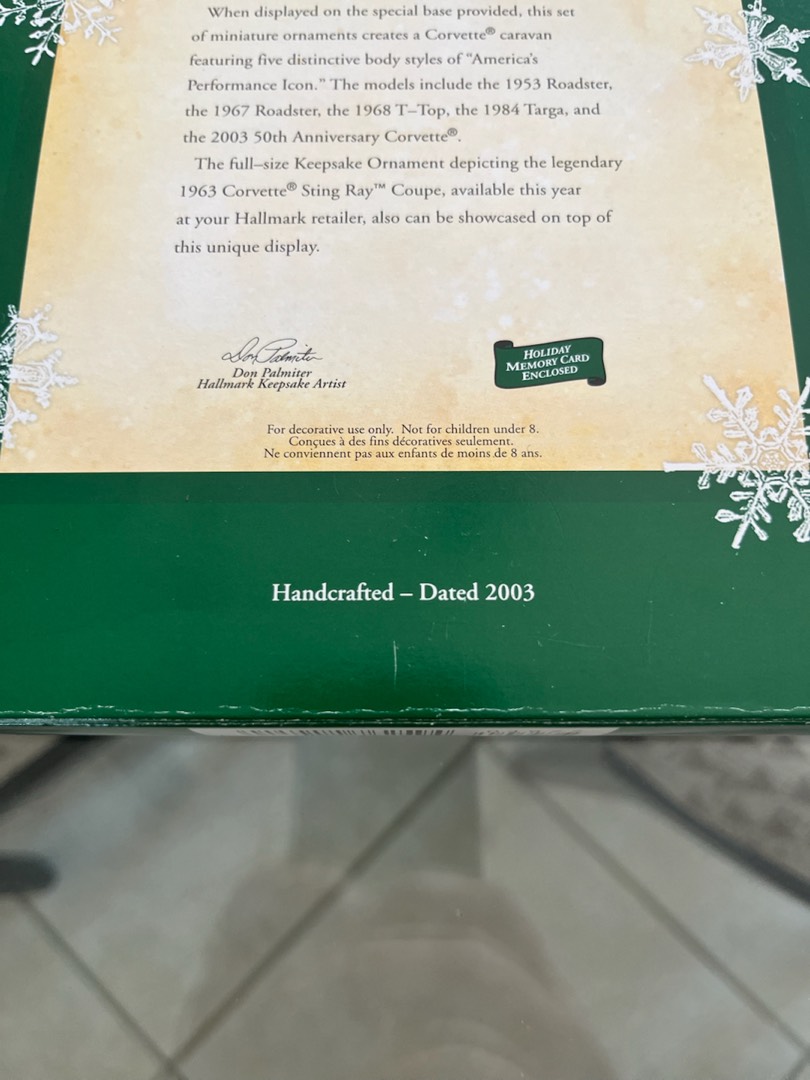 When displayed on the special base provided, this set
of miniature ornaments creates a Corvette® caravan
featuring five distinctive body styles of “America's
Performance Icon.” The models include the 1953 Roadster,
the 1967 Roadster, the 1968 T–Top, the 1984 Targa, and
the 2003 50th Anniversary Corvette®.
The full–size Keepsake Ornament depicting the legendary
1963 Corvette® Sting Ray™ Coupe, available this year
at your Hallmark retailer, also can be showcased on top of
this unique display.
Don Palmiter
Don Palmiter
Hallmark Keepsake Artist
HOLIDAY
MEMORY CARD
ENCLOSED
For decorative use only. Not for children under 8.
Conçues à des fins décoratives seulement.
Ne conviennent pas aux enfants de moins de 8 ans.
Handcrafted – Dated 2003